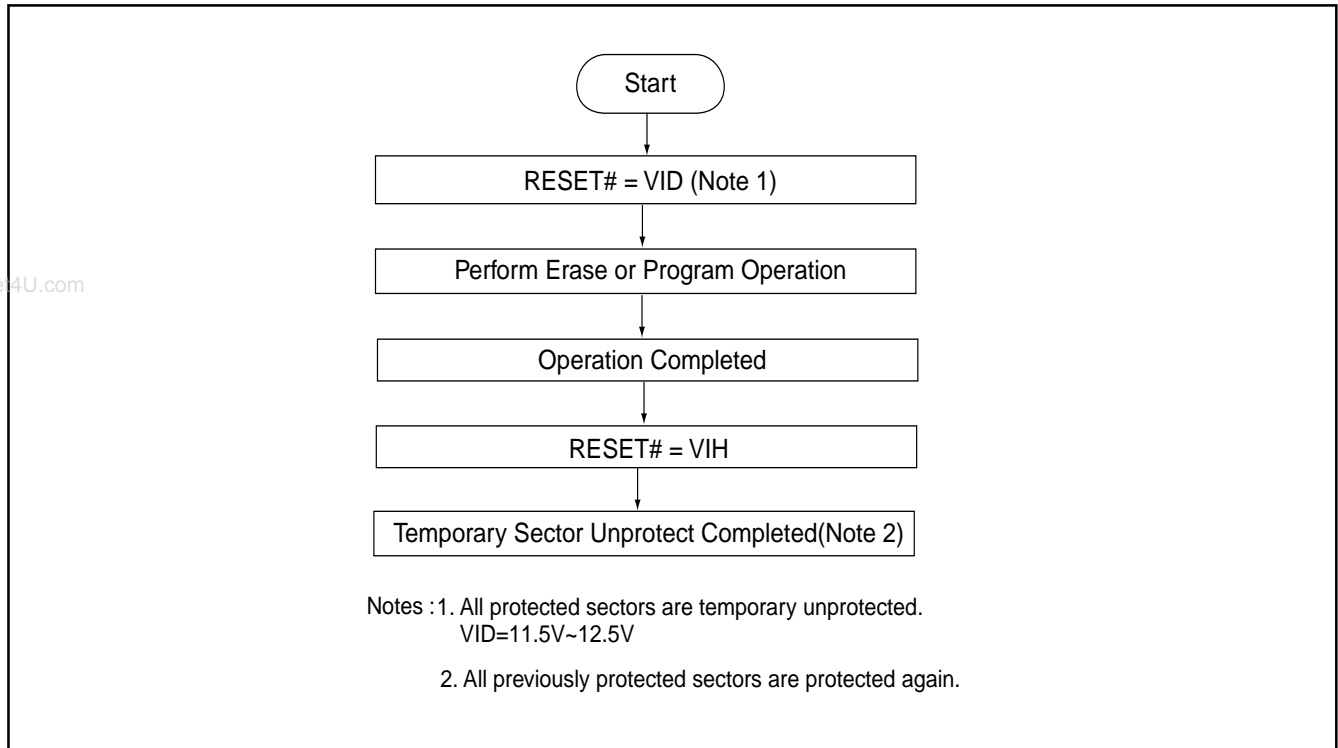 Start
RESET# = VID (Note 1)
Perform Erase or Program Operation
et4U.com
Operation Completed
RESET# = VIH
Temporary Sector Unprotect Completed(Note 2)
Notes :1. All protected sectors are temporary unprotected.
VID=11.5V~12.5V
2. All previously protected sectors are protected again.